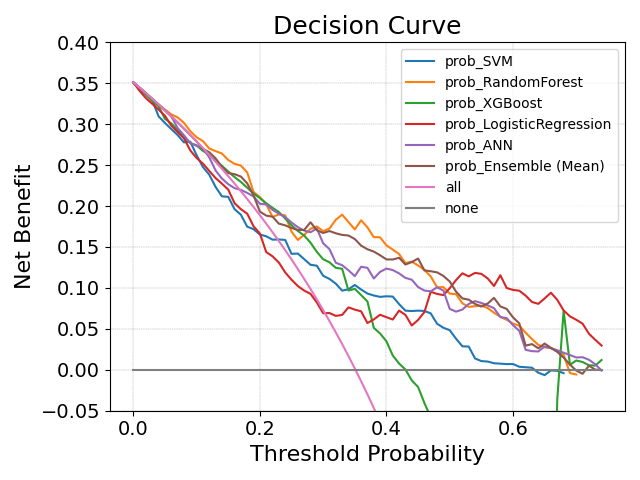 Decision Curve
0.40
0.35
0.30
0.25
0.20
0.15
0.10
0.05
0.00
−0.05
Net Benefit
prob_SVM
prob_RandomForest
prob_XGBoost
prob_LogisticRegression
prob_ANN
prob_Ensemble (Mean)
all
none
0.0 0.2 0.4 0.6
Threshold Probability